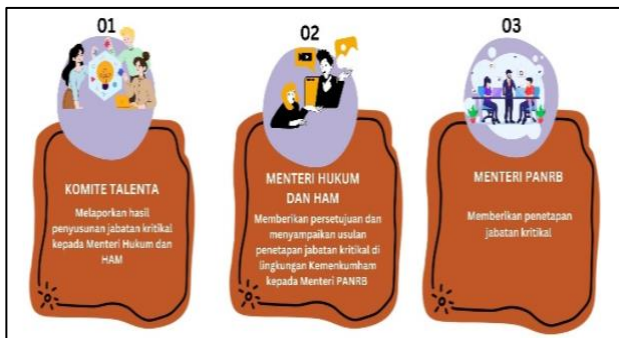 01
KOMITE TALENTA
Melaporkan hasil
penyusunan jabatan kritikal
kepada Menteri Hukum dan
HAM
02
MENTERI HUKUM
DAN HAM
Memberikan persetujuan dan
menyampaikan usulan
penetapan jabatan kritikal di
lingkungan Kemenkumham
kepada Menteri PANRB
03
MENTERI PANRB
Memberikan penetapan
jabatan kritikal